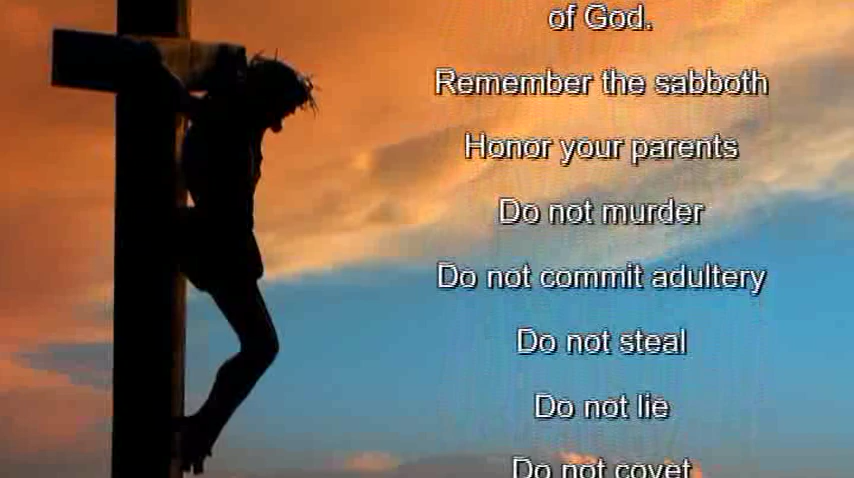 of God.
Remember the sabboth
Honor your parents
Do not murder
Do not commit adultery
Do not steal
Do not lie
Do not covet